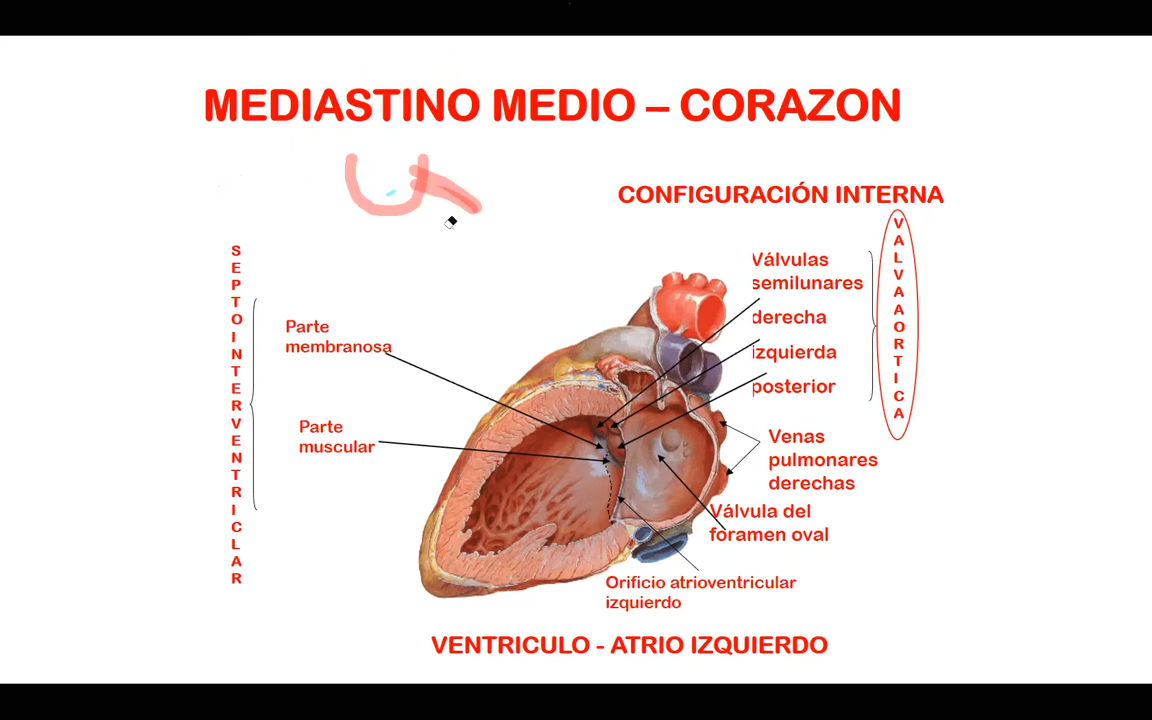 MEDIASTINO MEDIO – CORAZON
CONFIGURACIÓN INTERNA
SEPTO INTERVENTRICLAR
Parte
membranosa
Parte
muscular
Válvulas
semilunares
derecha
izquierda
posterior
VALVA AORTICA
Venas
pulmonares
derechas
Válvula del
foramen oval
Orificio atrioventricular
izquierdo
VENTRICULO - ATRIO IZQUIERDO